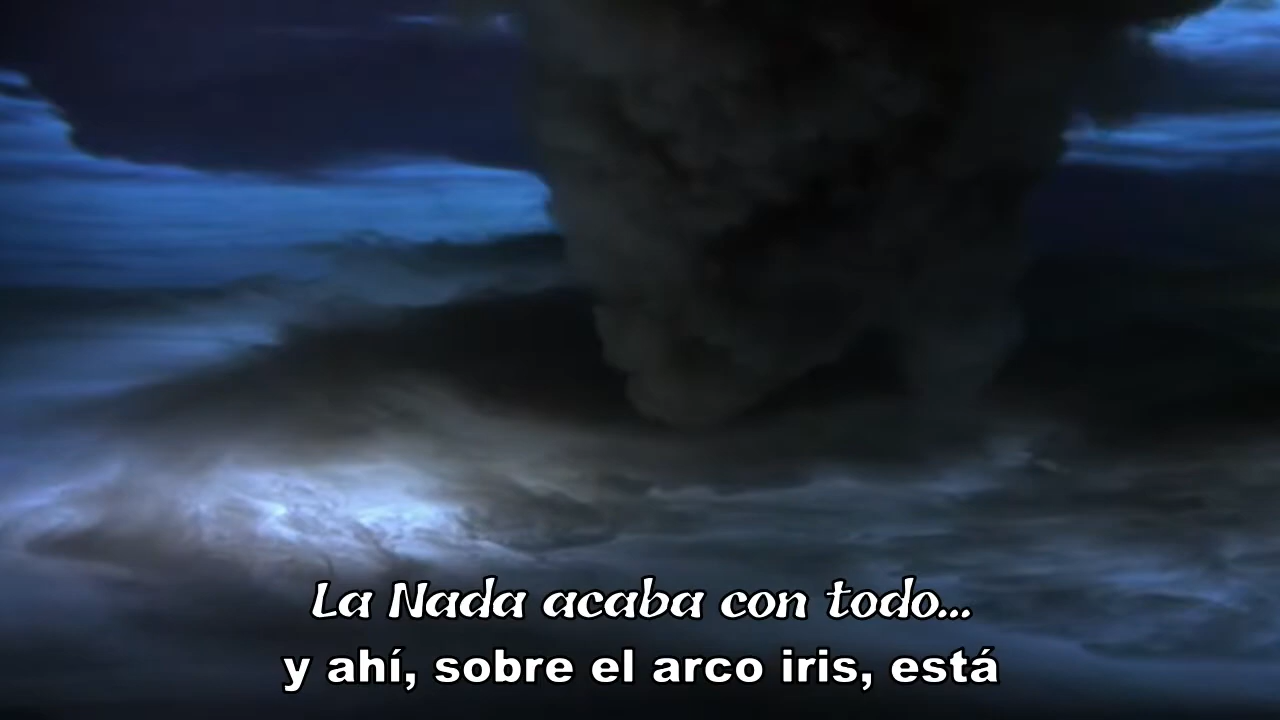 La Nada acaba con todo...
y ahí, sobre el arco iris, está